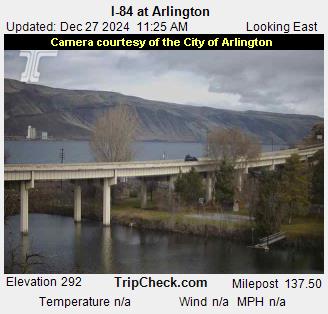 I-84 at Arlington
Updated: Dec 27 2024 11:25 AM Looking East
Camera courtesy of the City of Arlington
Elevation 292 TripCheck.com Milepost 137.50
Temperature n/a Wind n/a MPH n/a